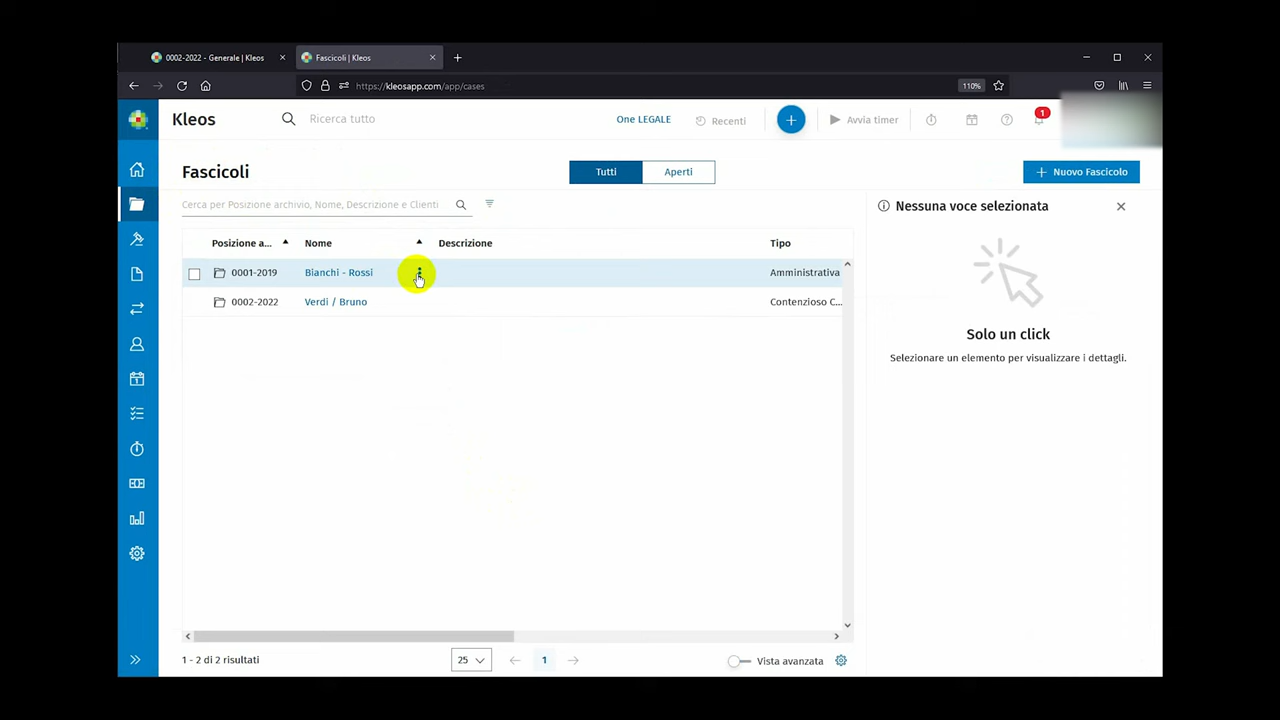 0002-2022 - Generale | Kleos
Fascicoli | Kleos
https://kleosapp.com/app/cases
110%
Kleos
Ricerca tutto
One LEGALE
Recenti
Avvia timer
1
Fascicoli
Tutti
Aperti
Nuovo Fascicolo
Cerca per Posizione archivio, Nome, Descrizione e Clienti
Nessuna voce selezionata
Posizione a...
Nome
Descrizione
Tipo
0001-2019
Bianchi - Rossi
Amministrativa
0002-2022
Verdi / Bruno
Contenzioso C...
Solo un click
Selezionare un elemento per visualizzare i dettagli.
1 - 2 di 2 risultati
25
1
Vista avanzata